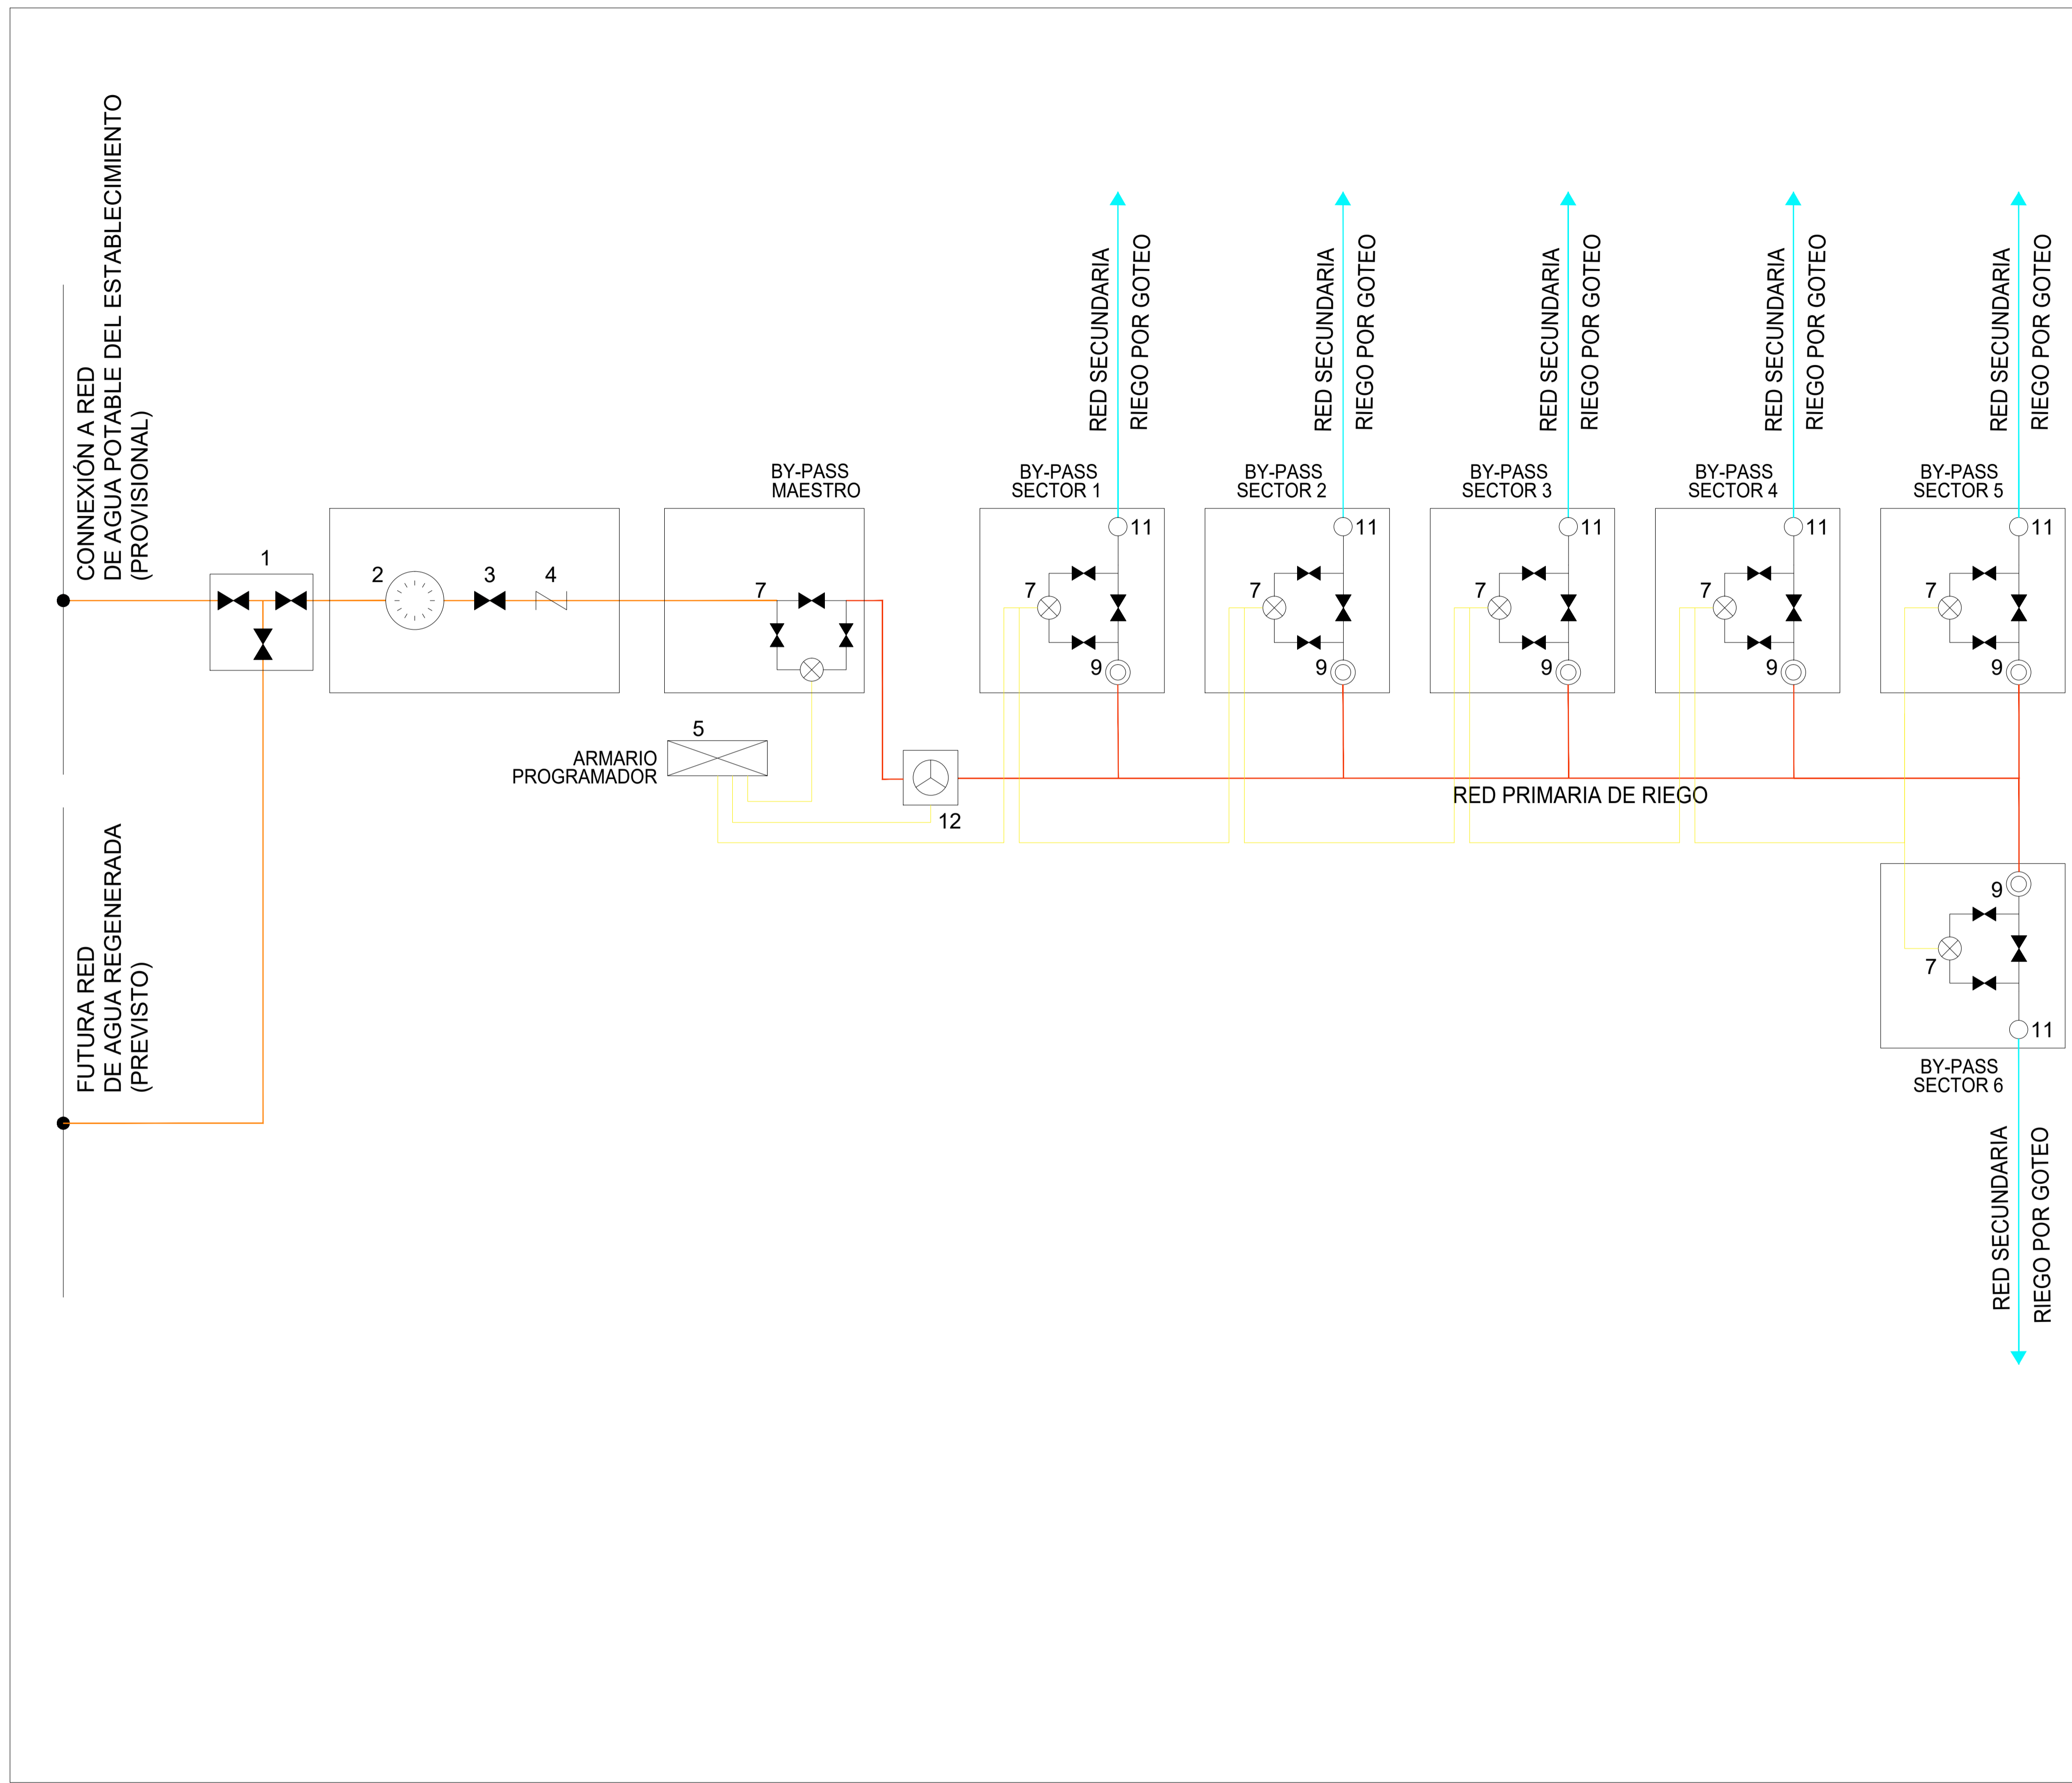 CONNEXIÓN A RED
DE AGUA POTABLE DEL ESTABLECIMIENTO
(PROVISIONAL)
FUTURA RED
DE AGUA REGENERADA
(PREVISTO)
1
2
3
4
BY-PASS
MAESTRO
7
5
ARMARIO
PROGRAMADOR
12
RED PRIMARIA DE RIEGO
RED SECUNDARIA
RIEGO POR GOTEO
BY-PASS
SECTOR 1
11
7
9
RED SECUNDARIA
RIEGO POR GOTEO
BY-PASS
SECTOR 2
11
7
9
RED SECUNDARIA
RIEGO POR GOTEO
BY-PASS
SECTOR 3
11
7
9
RED SECUNDARIA
RIEGO POR GOTEO
BY-PASS
SECTOR 4
11
7
9
RED SECUNDARIA
RIEGO POR GOTEO
BY-PASS
SECTOR 5
11
7
9
9
7
11
BY-PASS
SECTOR 6
RED SECUNDARIA
RIEGO POR GOTEO